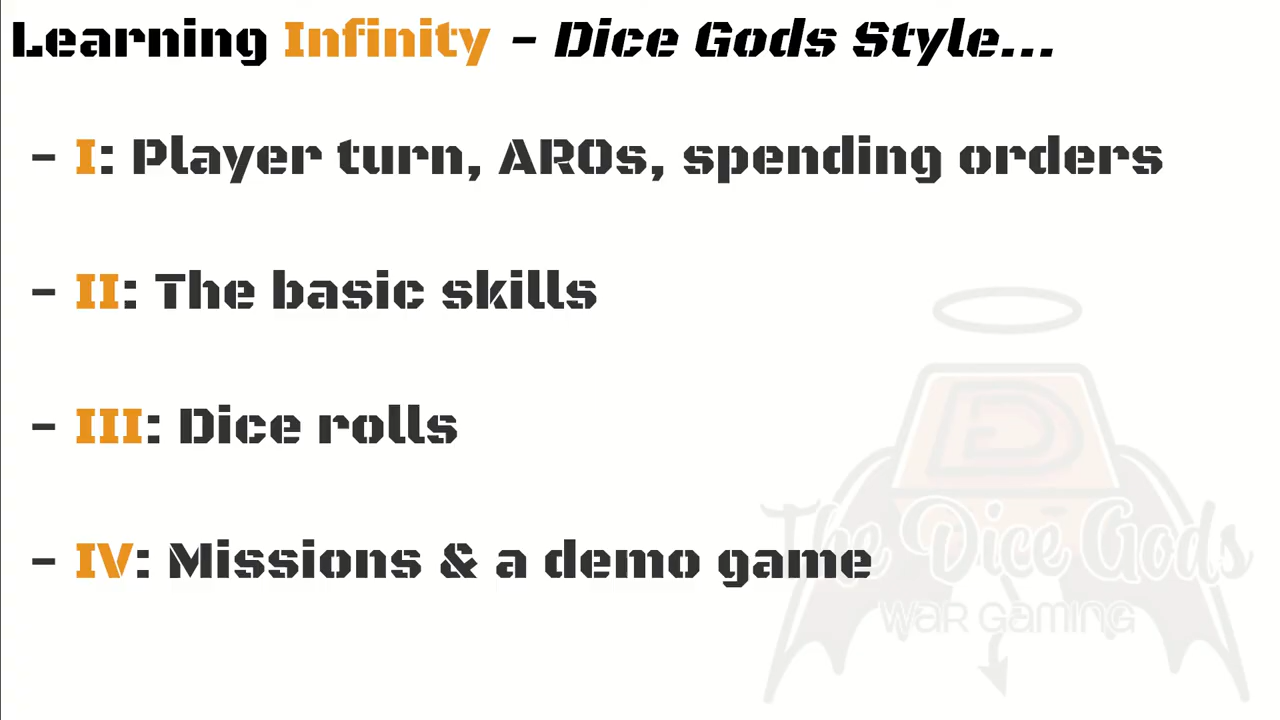 Learning Infinity - Dice Gods Style...
- I: Player turn, AROs, spending orders
- II: The basic skills
- III: Dice rolls
- IV: Missions & a demo game
D
The Dice Gods
WAR GAMING